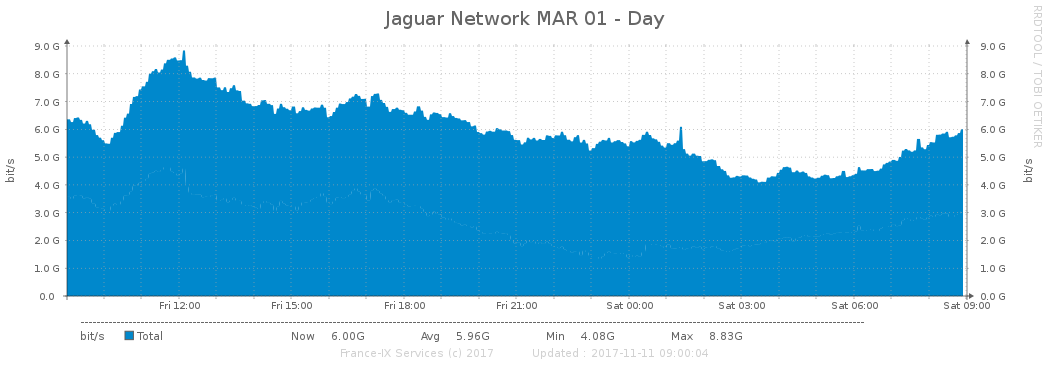 Jaguar Network MAR 01 - Day
RRDTOOL / TOBI OETIKER
bit/s
9.0 G
8.0 G
7.0 G
6.0 G
5.0 G
4.0 G
3.0 G
2.0 G
1.0 G
0.0
9.0 G
8.0 G
7.0 G
6.0 G
5.0 G
4.0 G
3.0 G
2.0 G
1.0 G
0.0 G
bit/s
Fri 12:00 Fri 15:00 Fri 18:00 Fri 21:00 Sat 00:00 Sat 03:00 Sat 06:00 Sat 09:00
bit/s Total Now 6.00G Avg 5.96G Min 4.08G Max 8.83G
France-IX Services (c) 2017 Updated : 2017-11-11 09:00:04